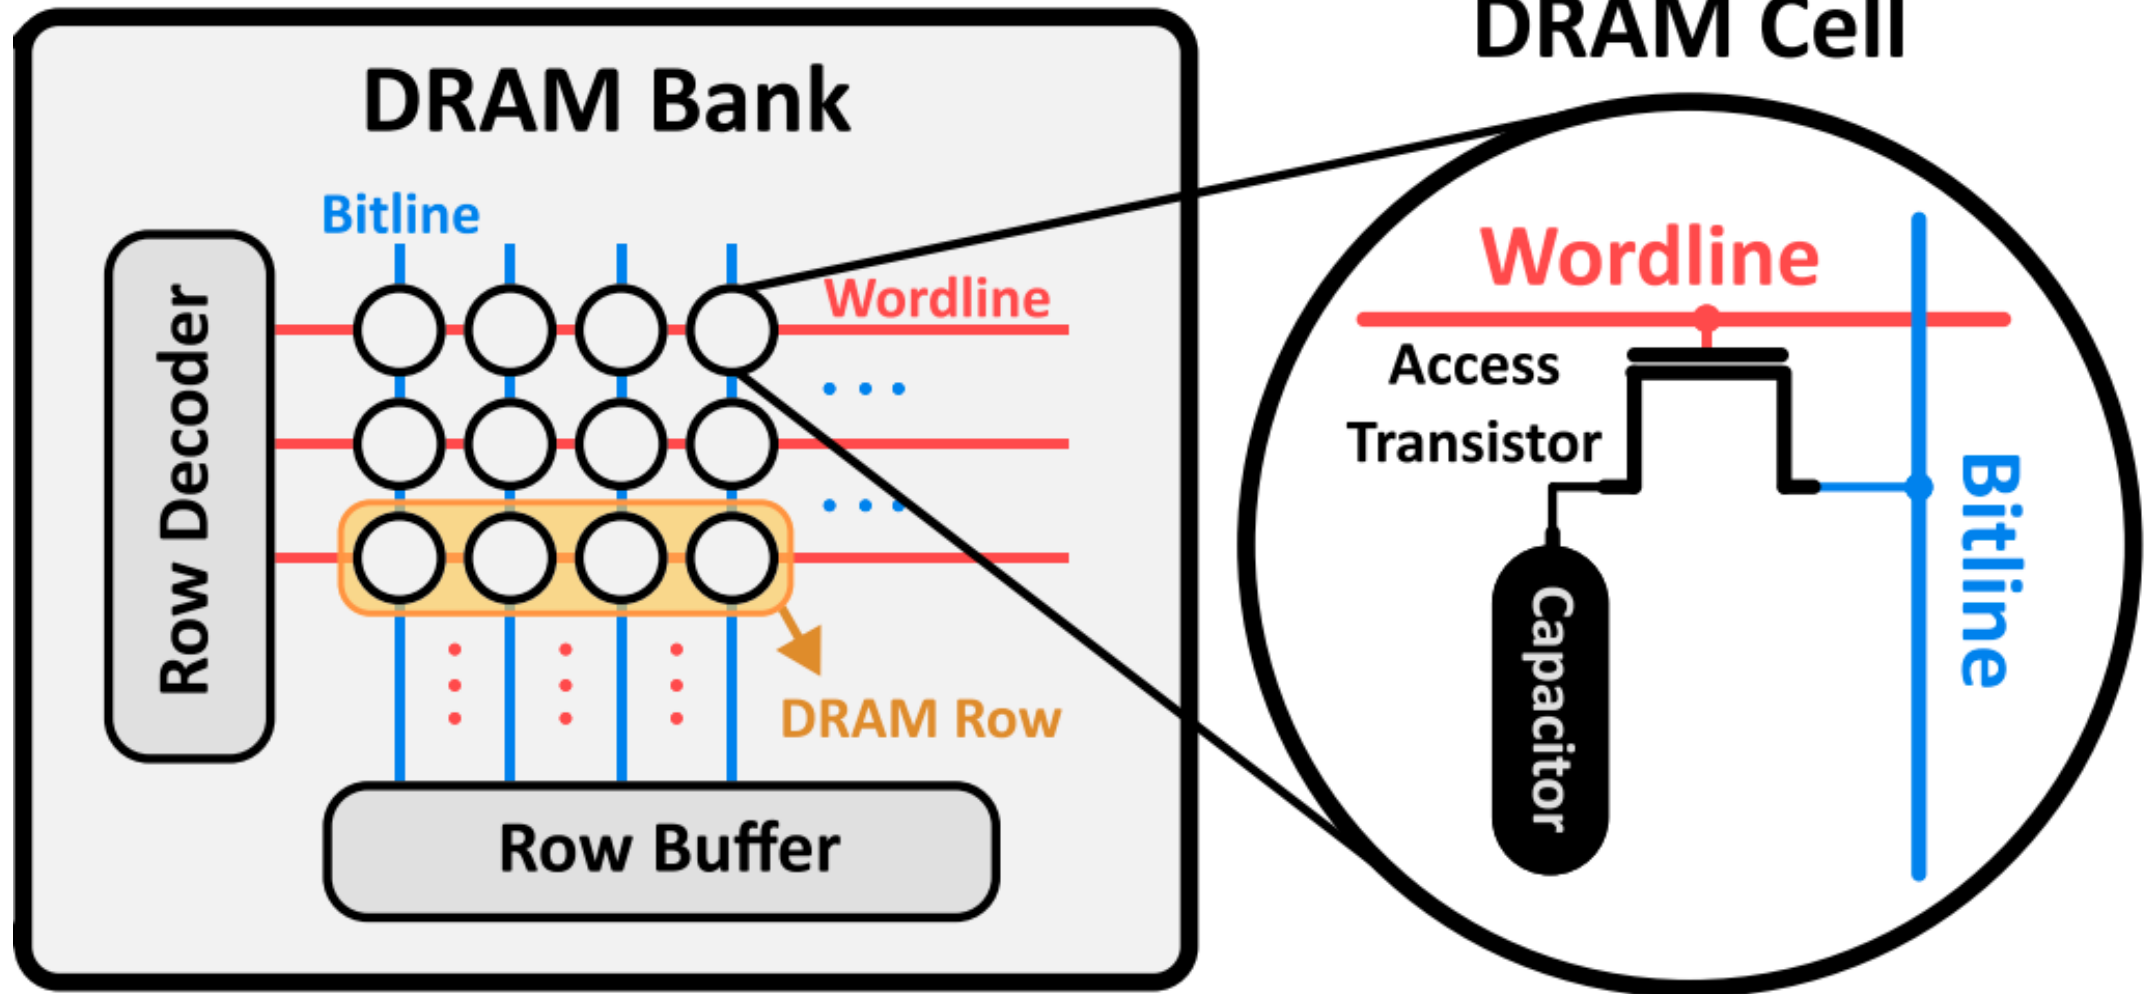 DRAM Bank
Bitline
Wordline
Row Decoder
DRAM Row
Row Buffer
DRAM Cell
Wordline
Access
Transistor
Capacitor
Bitline